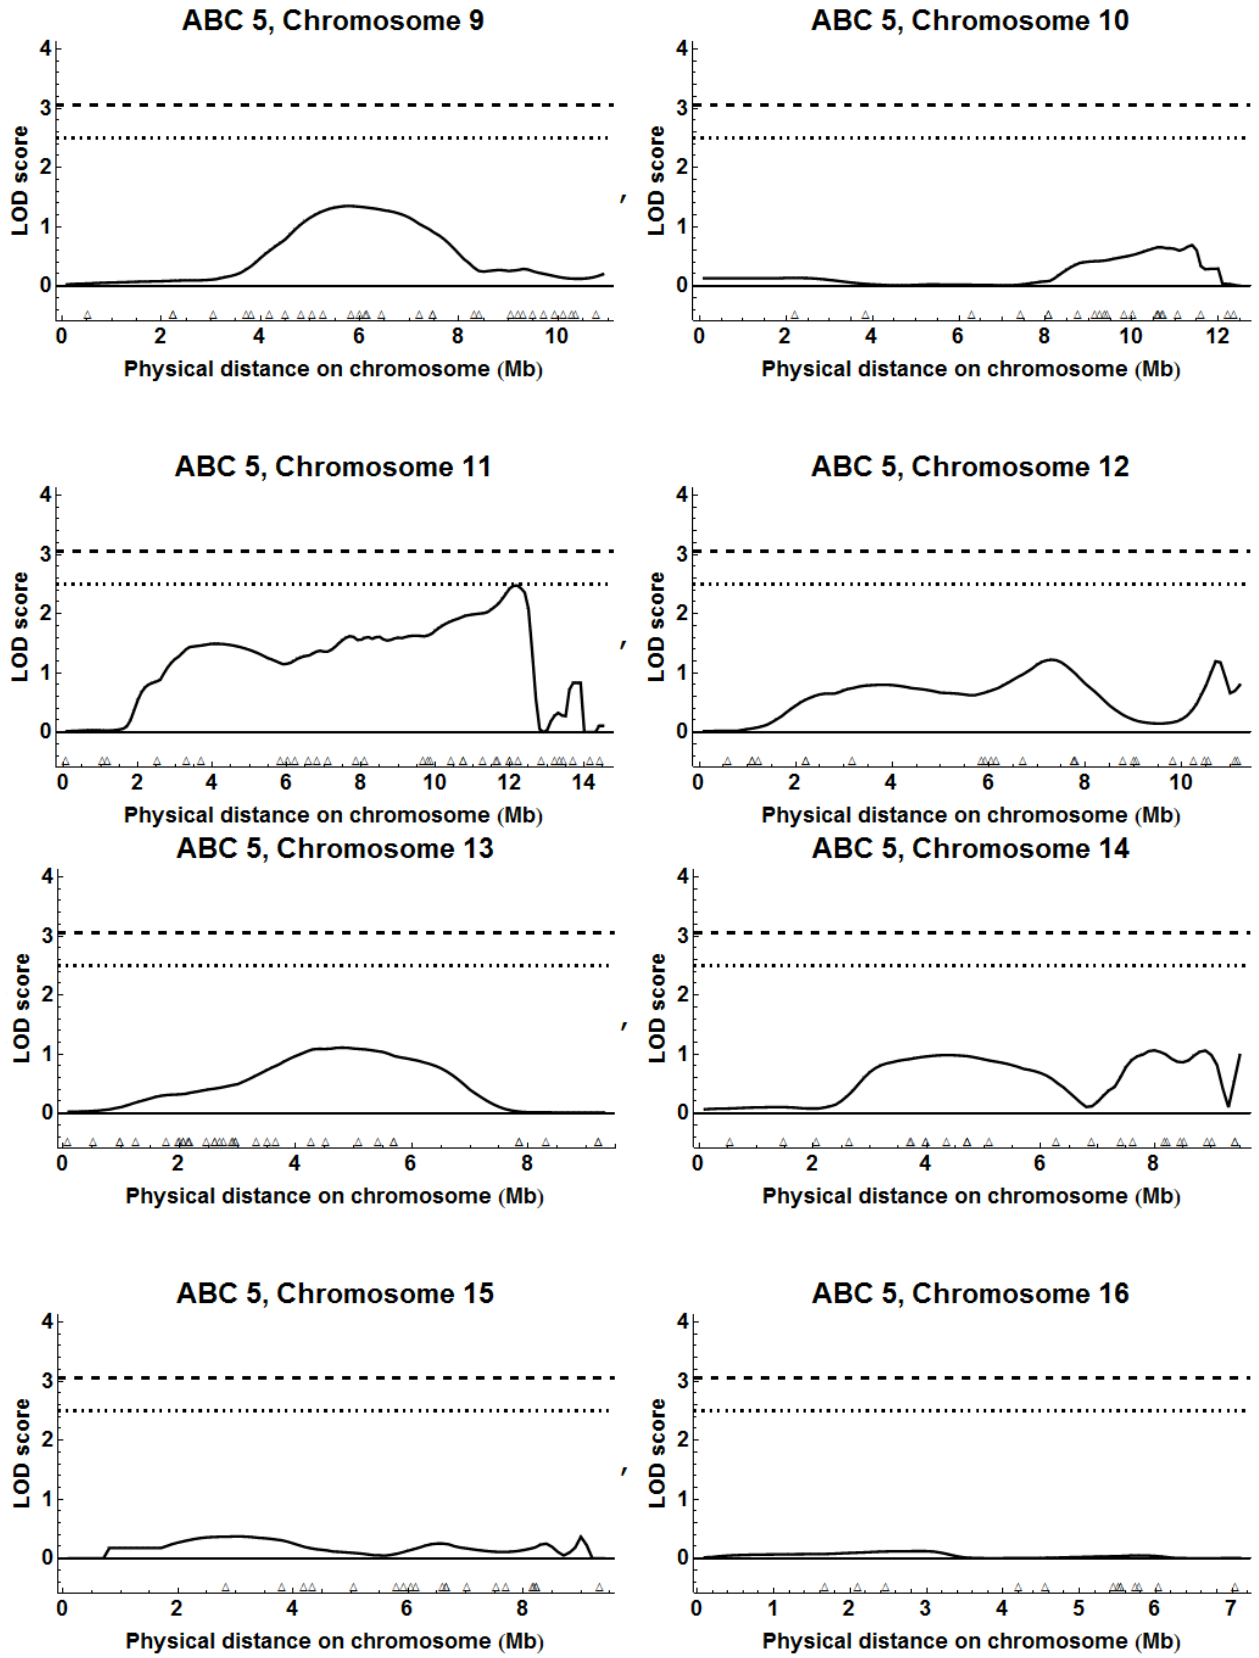 ABC 5, Chromosome 9
4
3
2
1
0
LOD score
0 2 4 6 8 10
Physical distance on chromosome (Mb)
,
ABC 5, Chromosome 10
4
3
2
1
0
LOD score
0 2 4 6 8 10 12
Physical distance on chromosome (Mb)
ABC 5, Chromosome 11
4
3
2
1
0
LOD score
0 2 4 6 8 10 12 14
Physical distance on chromosome (Mb)
,
ABC 5, Chromosome 12
4
3
2
1
0
LOD score
0 2 4 6 8 10
Physical distance on chromosome (Mb)
ABC 5, Chromosome 13
4
3
2
1
0
LOD score
0 2 4 6 8
Physical distance on chromosome (Mb)
,
ABC 5, Chromosome 14
4
3
2
1
0
LOD score
0 2 4 6 8
Physical distance on chromosome (Mb)
ABC 5, Chromosome 15
4
3
2
1
0
LOD score
0 2 4 6 8
Physical distance on chromosome (Mb)
,
ABC 5, Chromosome 16
4
3
2
1
0
LOD score
0 1 2 3 4 5 6 7
Physical distance on chromosome (Mb)